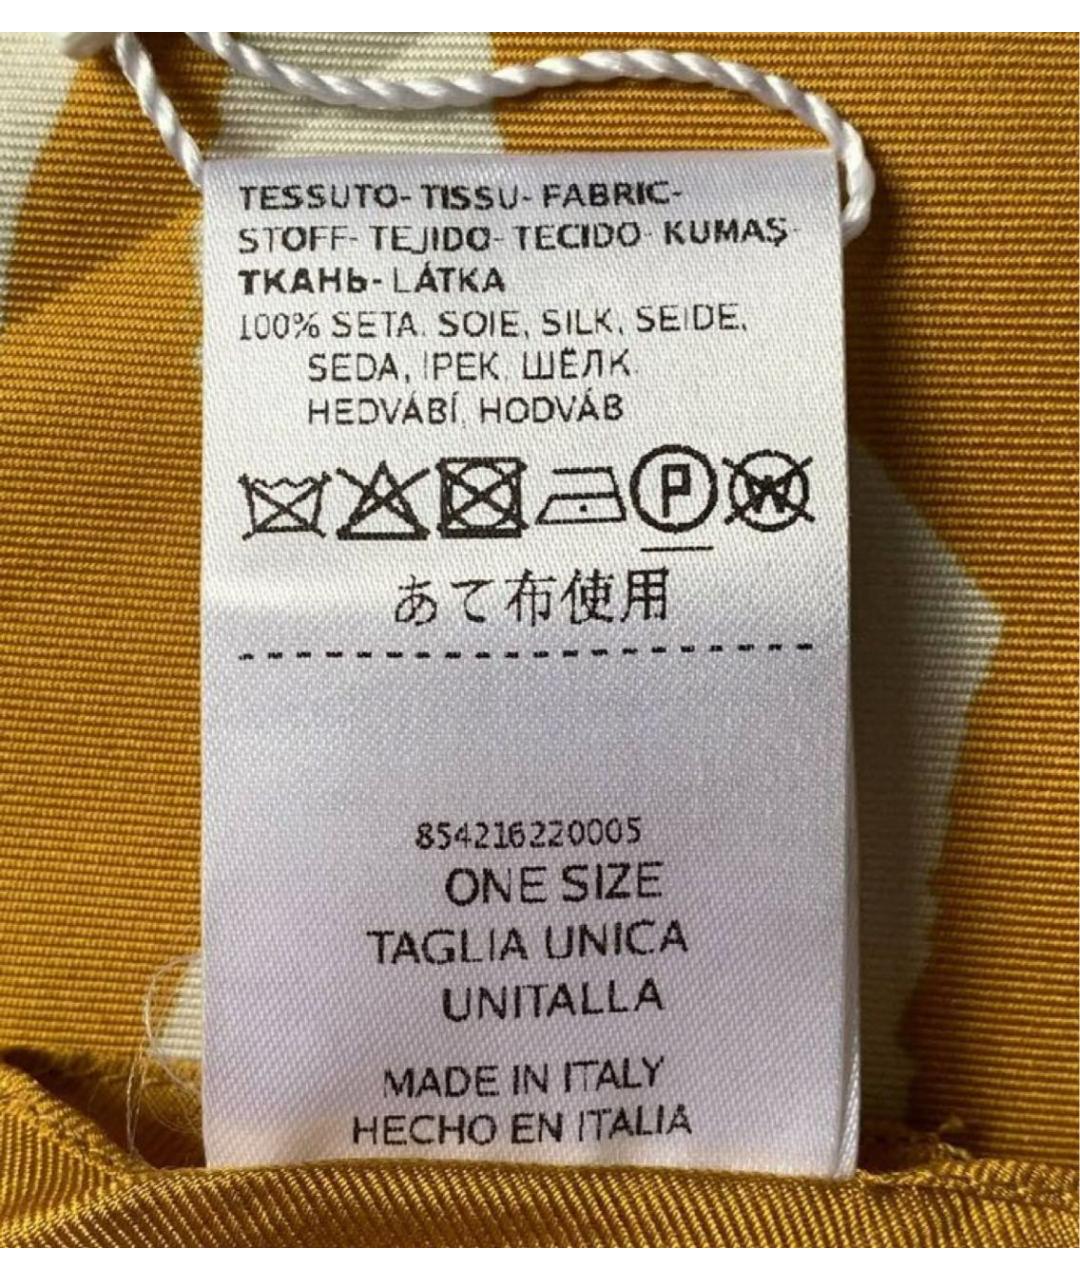 TESSUTO- TISSU- FABRIC-
STOFF- TEJIDO- TECIDO- KUMAŞ-
ТКАНЬ- LÁTKA
100% SETA, SOIE, SILK, SEIDE,
SEDA, IPEK, ШЁЛК,
HEDVÁBÍ, HODVÁB
P W
あて布使用
854216220005
ONE SIZE
TAGLIA UNICA
UNITALLA
MADE IN ITALY
HECHO EN ITALIA